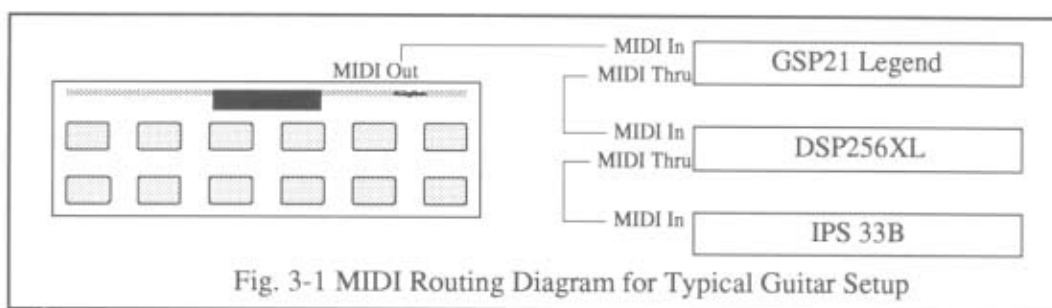 MIDI Out
MIDI In
GSP21 Legend
MIDI Thru
MIDI In
DSP256XL
MIDI Thru
MIDI In
IPS 33B
Fig. 3-1 MIDI Routing Diagram for Typical Guitar Setup